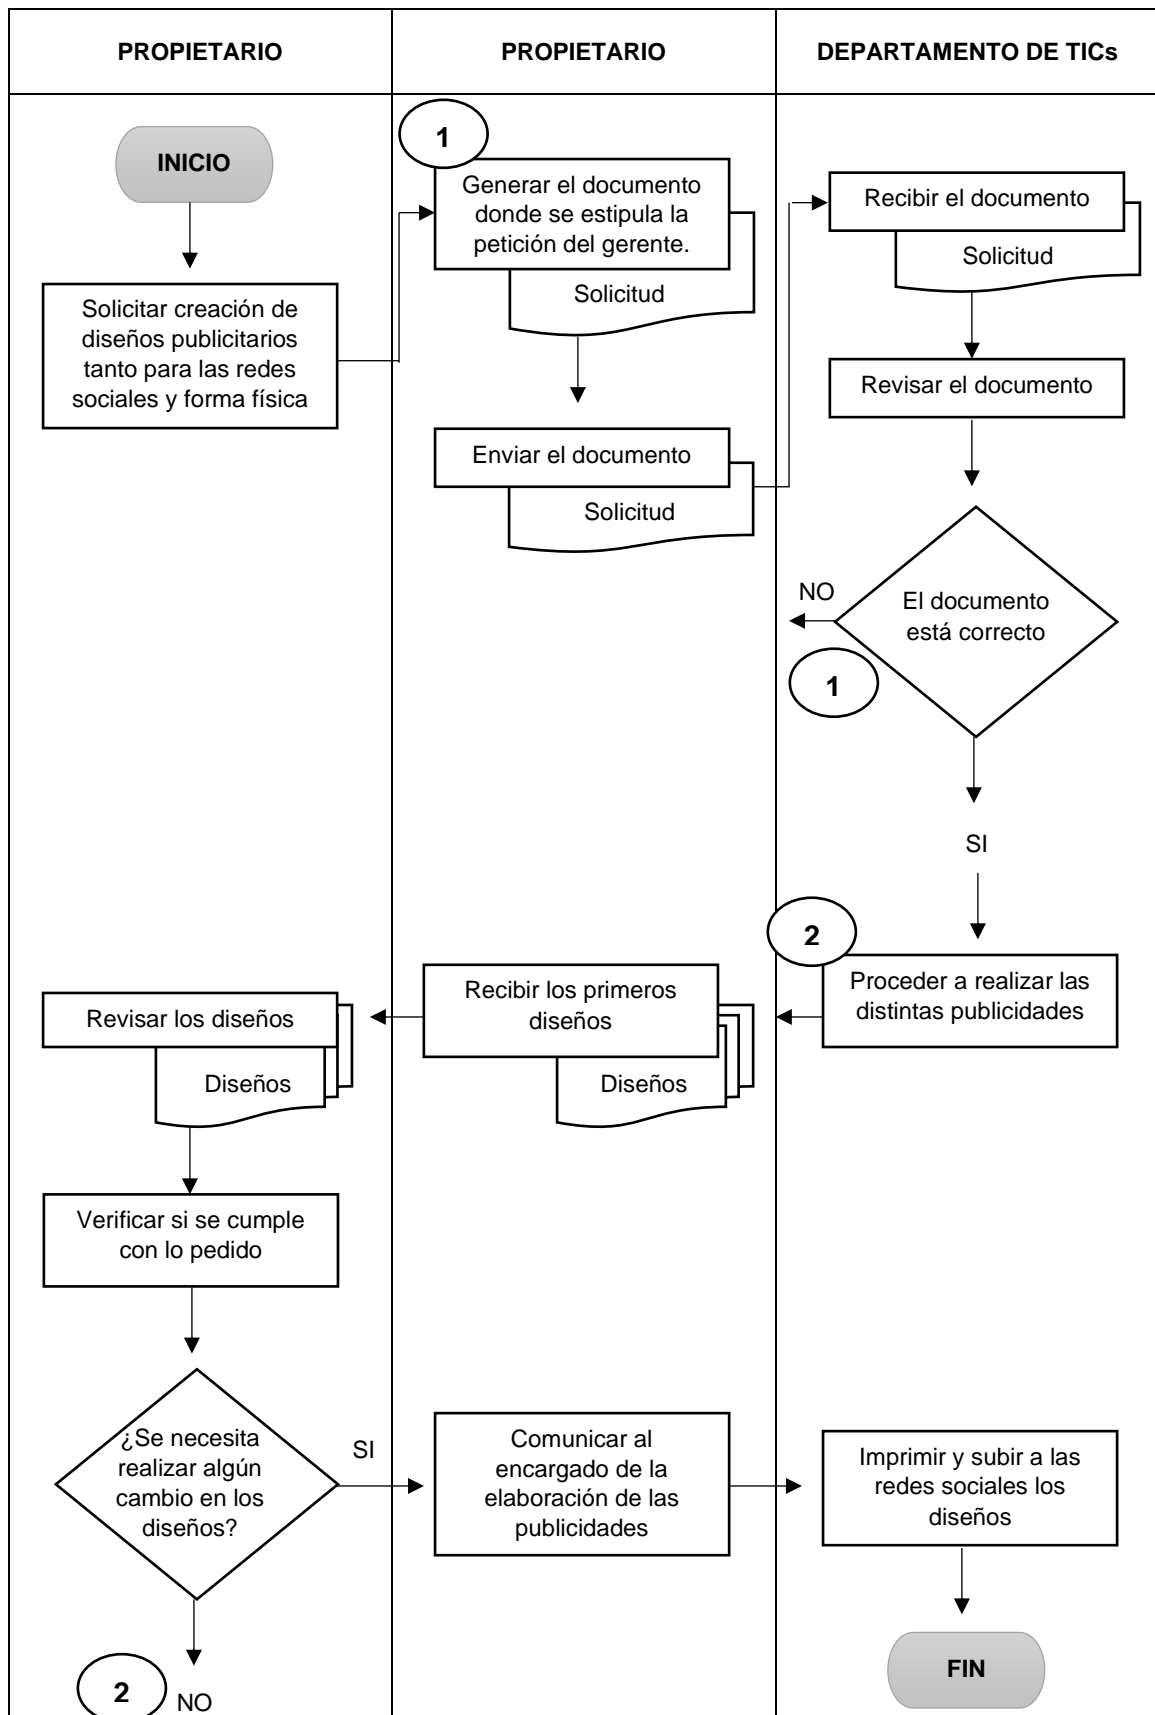 PROPIETARIO
PROPIETARIO
DEPARTAMENTO DE TICs
INICIO
Solicitar creación de
diseños publicitarios
tanto para las redes
sociales y forma física
1
Generar el documento
donde se estipula la
petición del gerente.
Solicitud
Enviar el documento
Solicitud
Recibir el documento
Solicitud
Revisar el documento
El documento
está correcto
NO
1
SI
2
Proceder a realizar las
distintas publicidades
Recibir los primeros
diseños
Diseños
Revisar los diseños
Diseños
Verificar si se cumple
con lo pedido
¿Se necesita
realizar algún
cambio en los
diseños?
SI
Comunicar al
encargado de la
elaboración de las
publicidades
Imprimir y subir a las
redes sociales los
diseños
FIN
2
NO